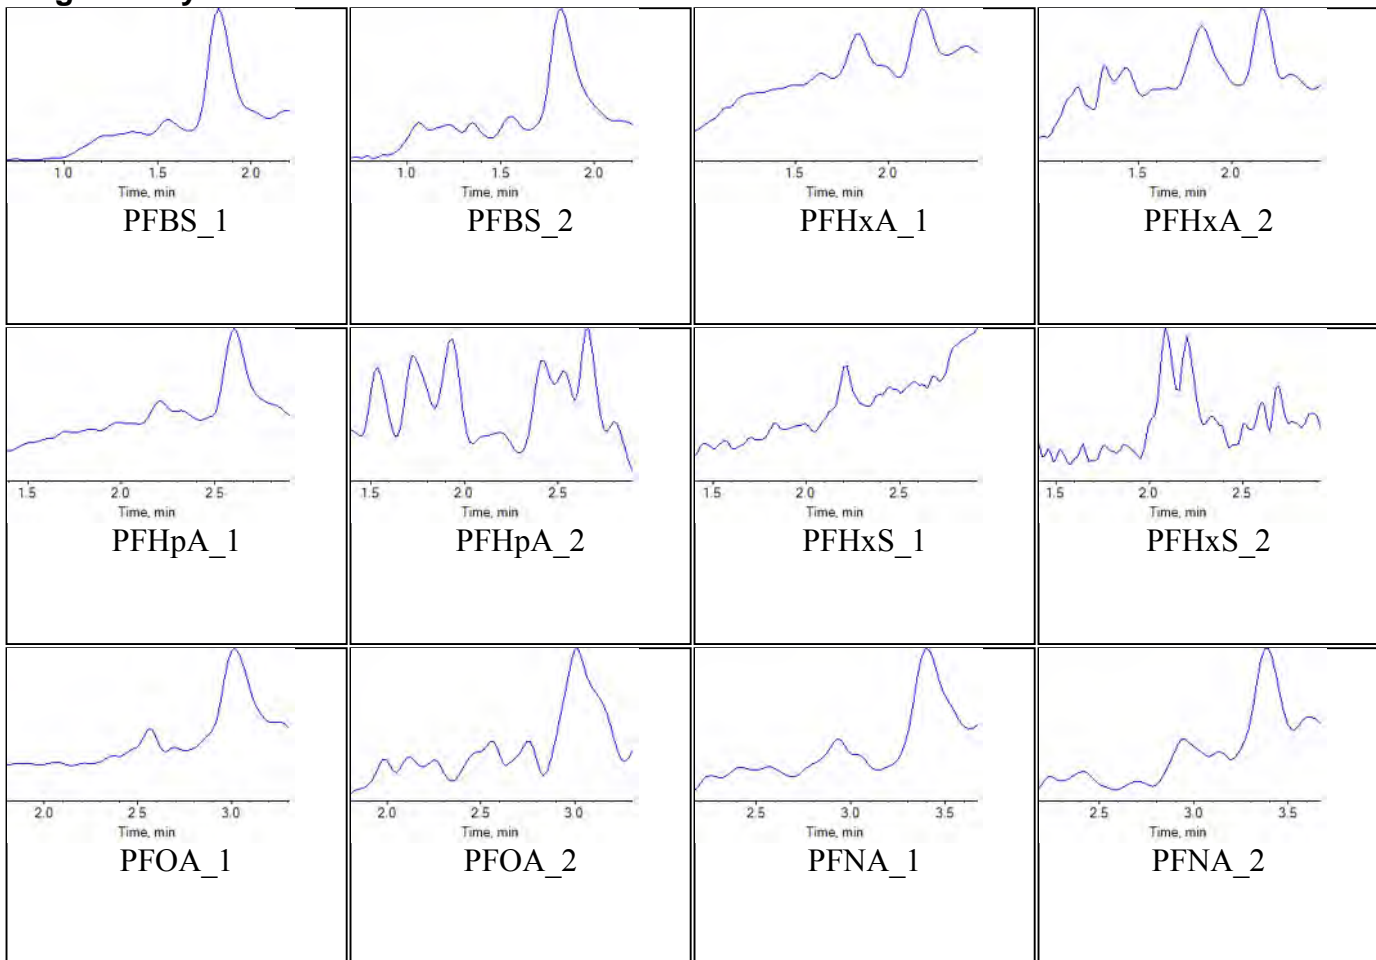 1.0 1.5 2.0 1.0 1.5 2.0 1.5 2.0 1.5 2.0
Time, min Time, min Time, min Time, min
PFBS_1 PFBS_2 PFHxA_1 PFHxA_2
1.5 2.0 2.5 1.5 2.0 2.5 1.5 2.0 2.5 1.5 2.0 2.5
Time, min Time, min Time, min Time, min
PFHpA_1 PFHpA_2 PFHxS_1 PFHxS_2
2.0 2.5 3.0 2.0 2.5 3.0 2.5 3.0 3.5 2.5 3.0 3.5
Time, min Time, min Time, min Time, min
PFOA_1 PFOA_2 PFNA_1 PFNA_2